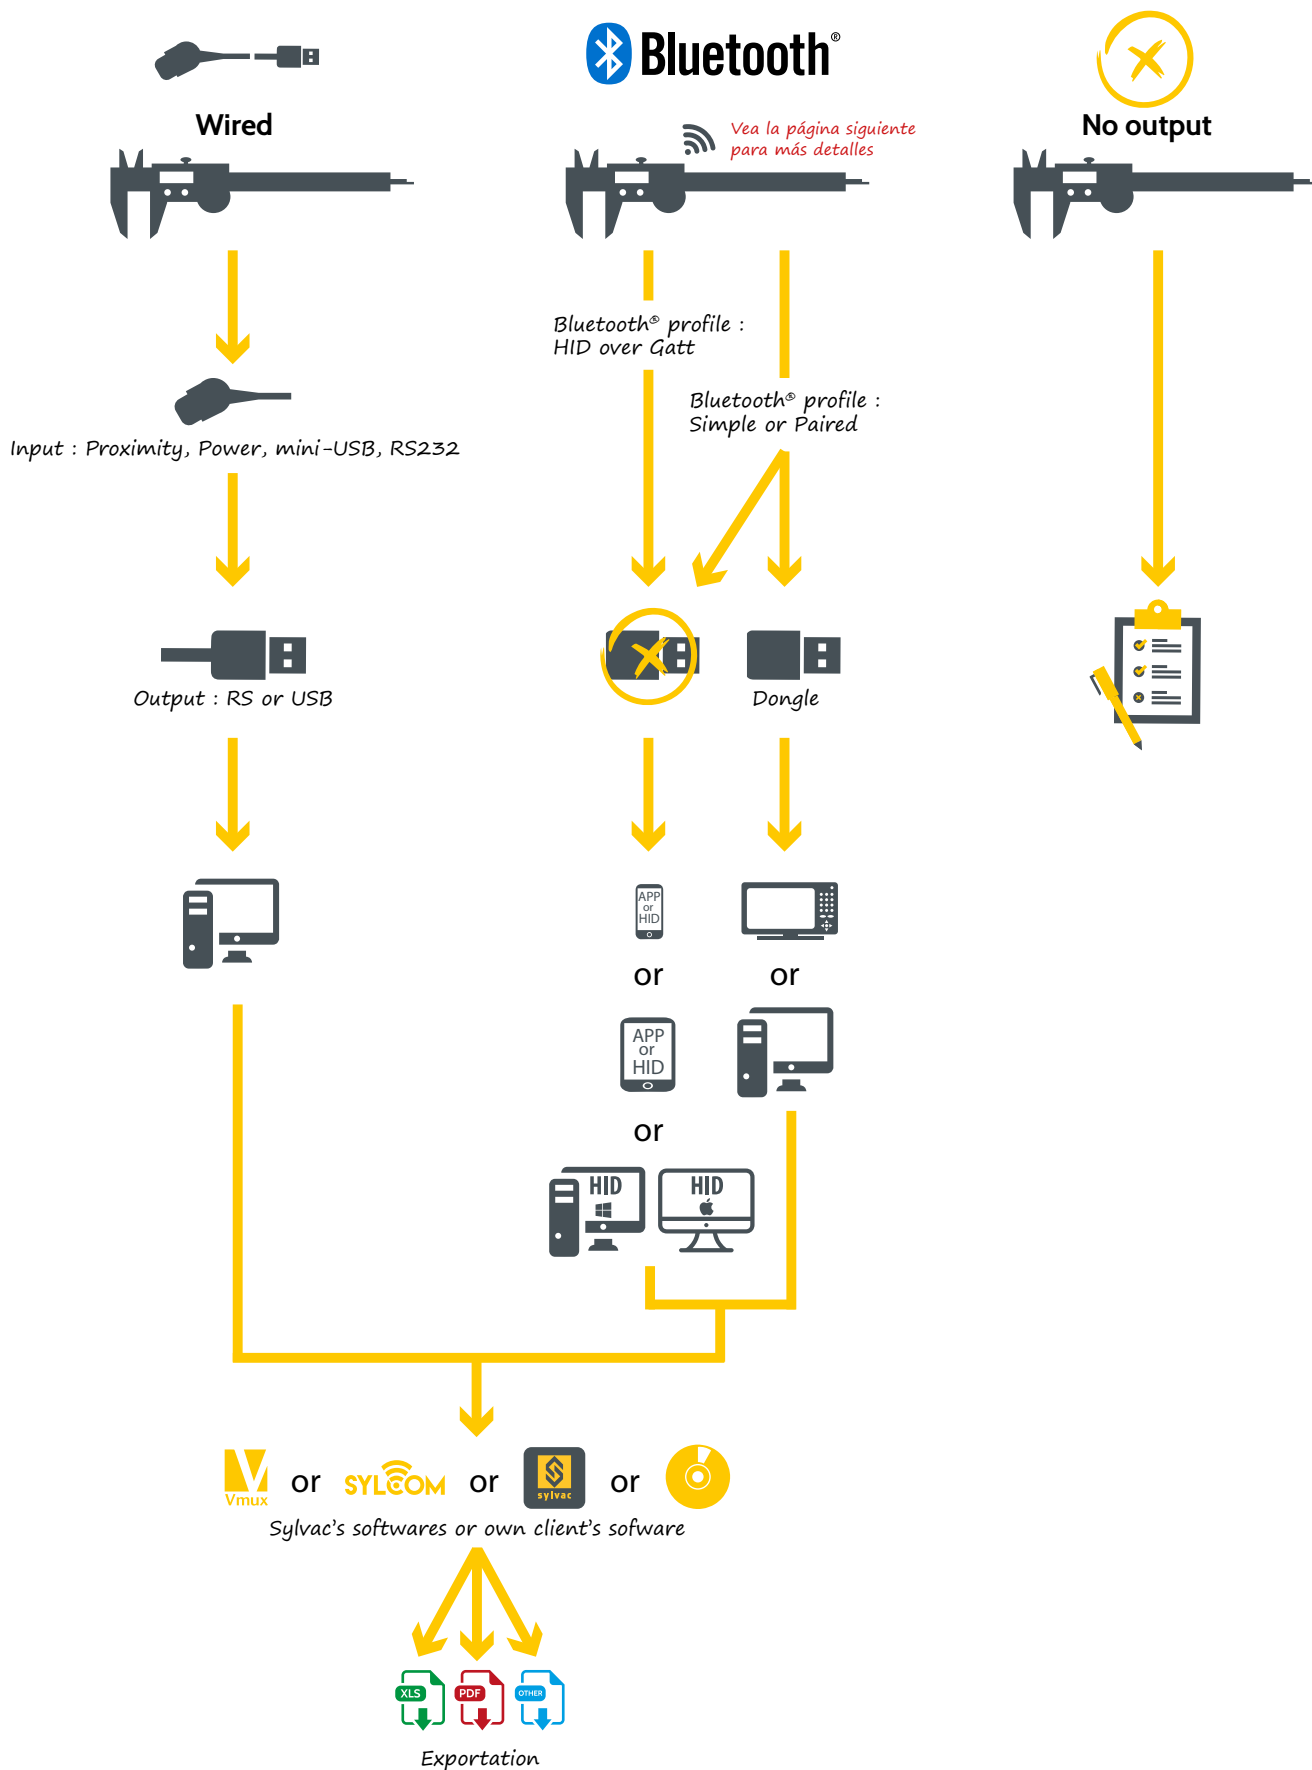 Wired
Bluetooth®
Vea la página siguiente
para más detalles
No output
Bluetooth® profile :
HID over Gatt
Bluetooth® profile :
Simple or Paired
Input : Proximity, Power, mini-USB, RS232
Output : RS or USB
Dongle
APP
or
HID
or
or
APP
or
HID
or
HID
HID
Vmux
or
SYLCOM
or
sylvac
or
Sylvac's softwares or own client's sofware
XLS
PDF
OTHER
Exportation